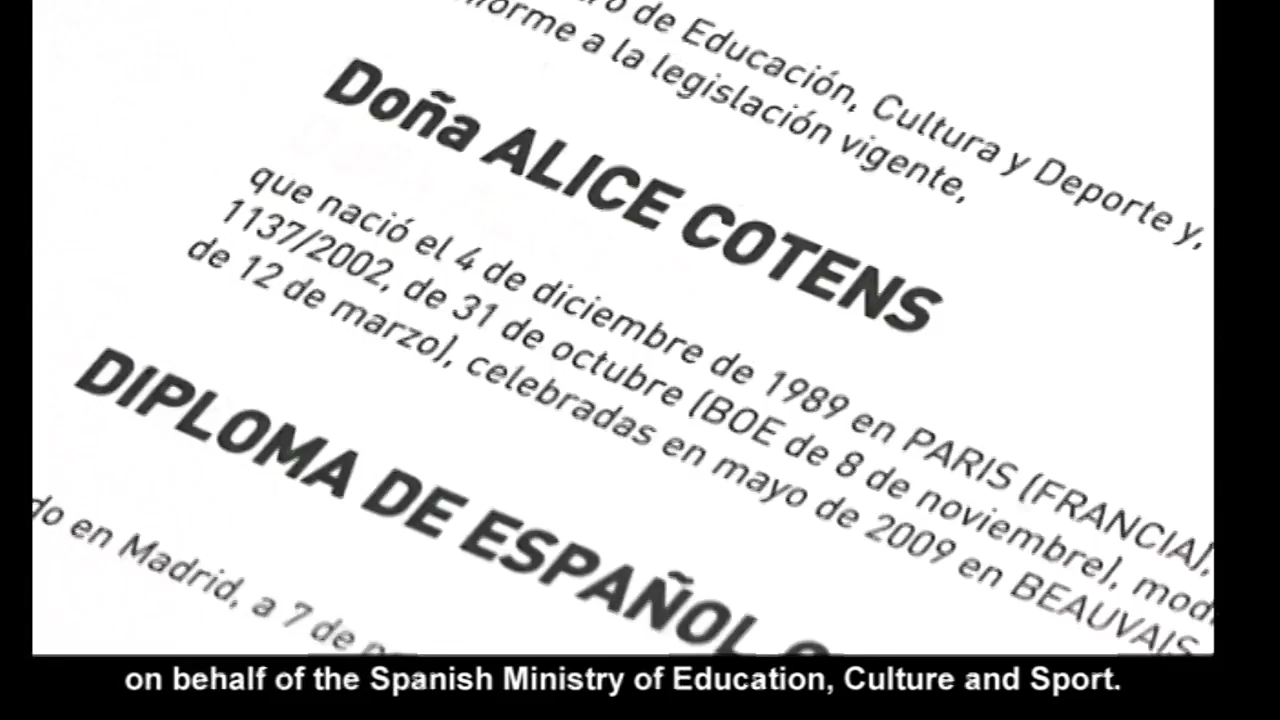 de Educación, Cultura y Deporte y,
a la legislación vigente,
Doña ALICE COTENS
que nació el 4 de diciembre de 1989 en PARIS (FRANCIA),
1137/2002, de 31 de octubre (BOE de 8 de noviembre),
de 12 de marzo), celebradas en mayo de 2009 en BEAUVAIS
DIPLOMA DE ESPAÑOL
en Madrid, a 7 de
on behalf of the Spanish Ministry of Education, Culture and Sport.